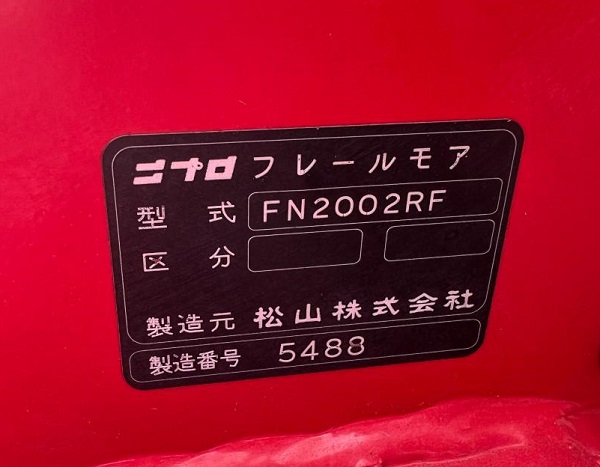 ニプロ フレールモア
型式 FN2002RF
区分
製造元 松山株式会社
製造番号 5488